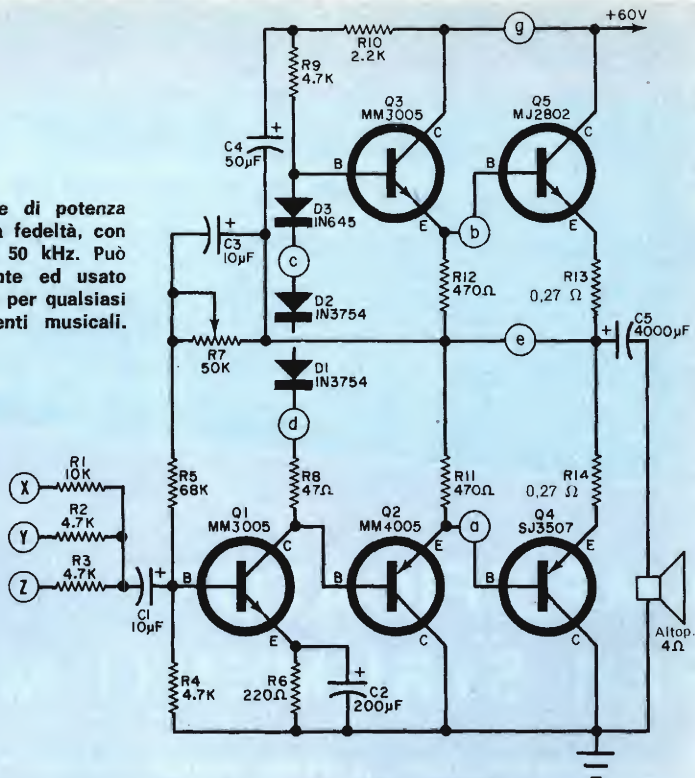 +60V
g
R10
2.2K
R9
4.7K
Q3
MM3005
Q5
MJ2802
C
C
B
B
E
E
b
C4
50µF
+
D3
IN645
c
D2
IN3754
e di potenza
a fedeltà, con
50 kHz. Può
nte ed usato
per qualsiasi
enti musicali.
C3
10µF
+
R12
470Ω
R13
0,27 Ω
C5
4000µF
+
e
R7
50K
D1
IN3754
d
R1
10K
X
R2
4.7K
Y
R3
4.7K
Z
R5
68K
R8
47Ω
R11
470Ω
R14
0,27 Ω
Q1
MM3005
Q2
MM4005
Q4
SJ3507
a
C
E
E
B
B
B
C1
10µF
+
E
C
C
R4
4.7K
R6
220Ω
C2
200µF
+
Altop.
4Ω